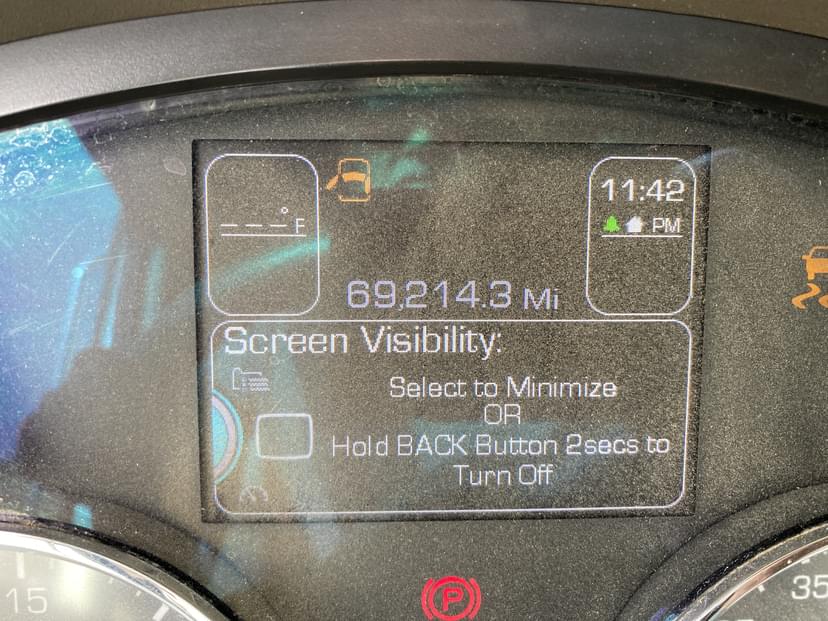 11:42
PM
---°F
69,214.3 Mi
Screen Visibility:
Select to Minimize
OR
Hold BACK Button 2secs to
Turn Off
P
15
35